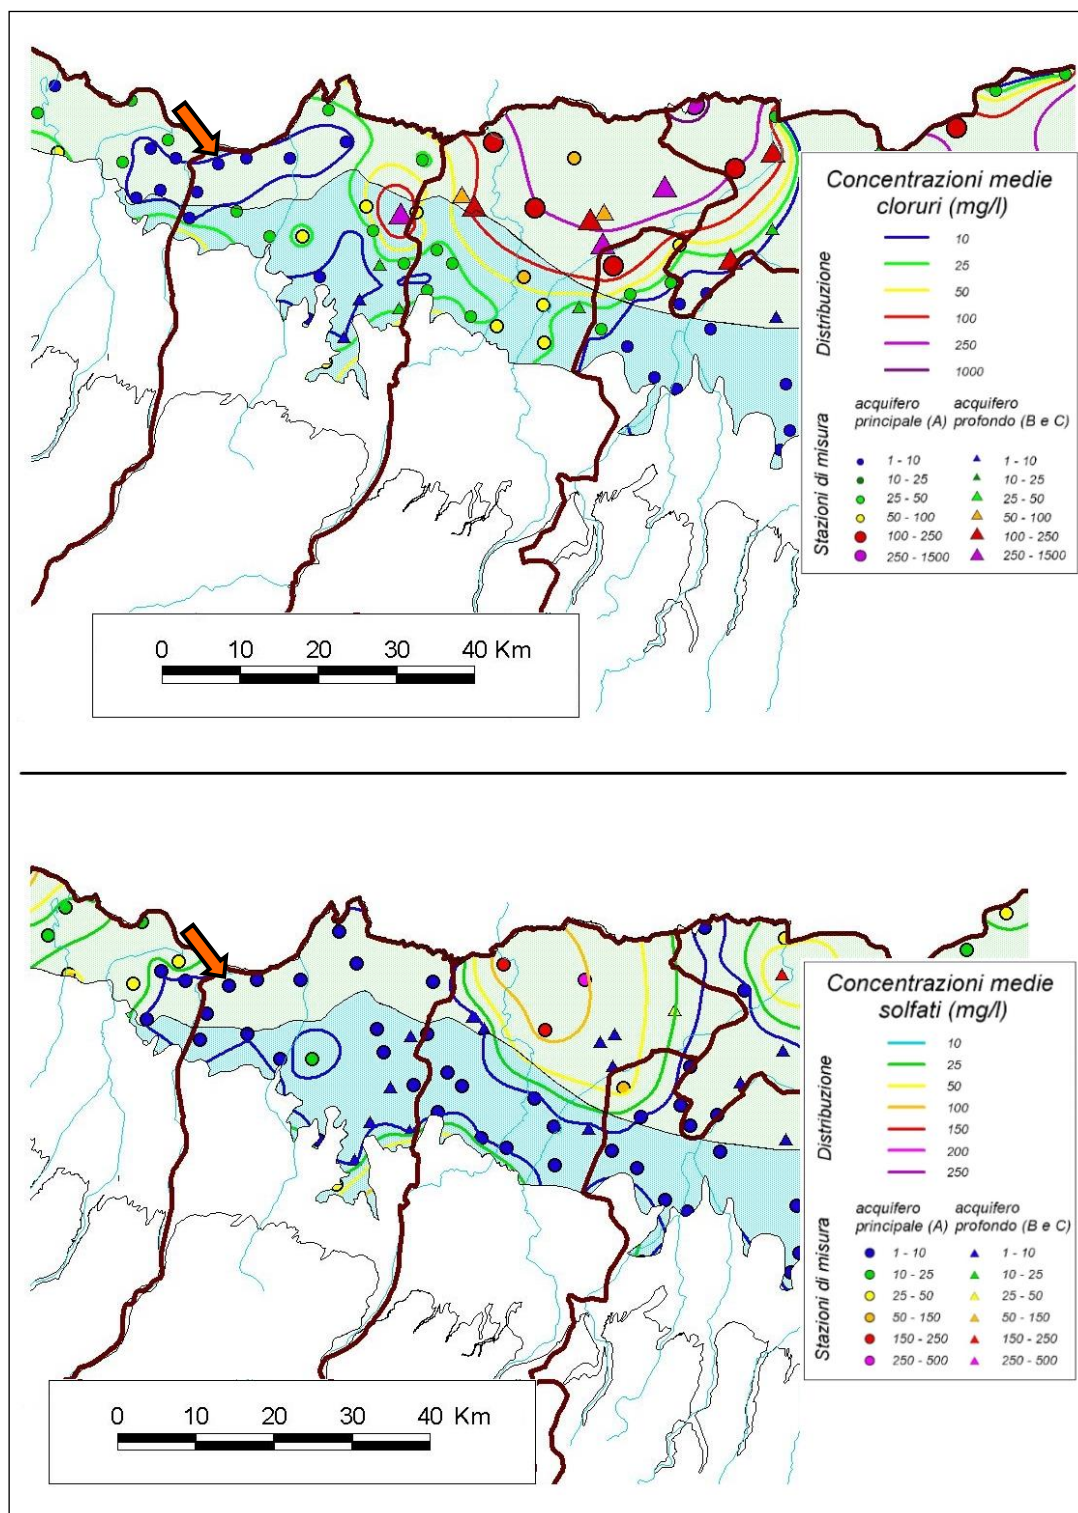 Concentrazioni medie
cloruri (mg/l)
Distribuzione
10
25
50
100
250
1000
Stazioni di misura
acquifero principale (A)
acquifero profondo (B e C)
1 - 10 1 - 10
10 - 25 10 - 25
25 - 50 25 - 50
50 - 100 50 - 100
100 - 250 100 - 250
250 - 1500 250 - 1500
0 10 20 30 40 Km
Concentrazioni medie
solfati (mg/l)
Distribuzione
10
25
50
100
150
200
250
Stazioni di misura
acquifero principale (A)
acquifero profondo (B e C)
1 - 10 1 - 10
10 - 25 10 - 25
25 - 50 25 - 50
50 - 150 50 - 150
150 - 250 150 - 250
250 - 500 250 - 500
0 10 20 30 40 Km